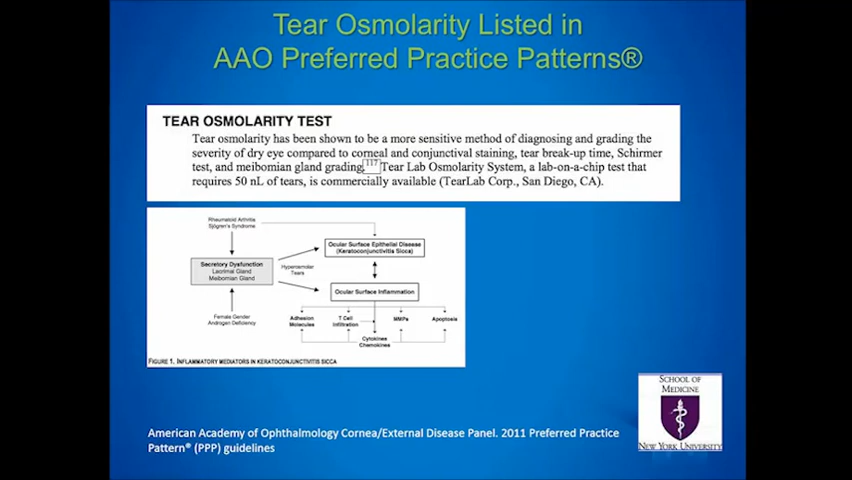 Tear Osmolarity Listed in
AAO Preferred Practice Patterns®
TEAR OSMOLARITY TEST
Tear osmolarity has been shown to be a more sensitive method of diagnosing and grading the
severity of dry eye compared to corneal and conjunctival staining, tear break-up time, Schirmer
test, and meibomian gland grading.117 Tear Lab Osmolarity System, a lab-on-a-chip test that
requires 50 nL of tears, is commercially available (TearLab Corp., San Diego, CA).
Rheumatoid Arthritis
Sjögren's Syndrome
Ocular Surface Epithelial Disease
(Keratoconjunctivitis Sicca)
Secretory Dysfunction
Lacrimal Gland
Meibomian Gland
Hyperosmolar
Tears
Ocular Surface Inflammation
Female Gender
Androgen Deficiency
Adhesion
Molecules
T Cell
Infiltration
MMPs
Apoptosis
Cytokines
Chemokines
FIGURE 1. INFLAMMATORY MEDIATORS IN KERATOCONJUNCTIVITIS SICCA
American Academy of Ophthalmology Cornea/External Disease Panel. 2011 Preferred Practice
Pattern® (PPP) guidelines
SCHOOL OF
MEDICINE
NEW YORK UNIVERSITY